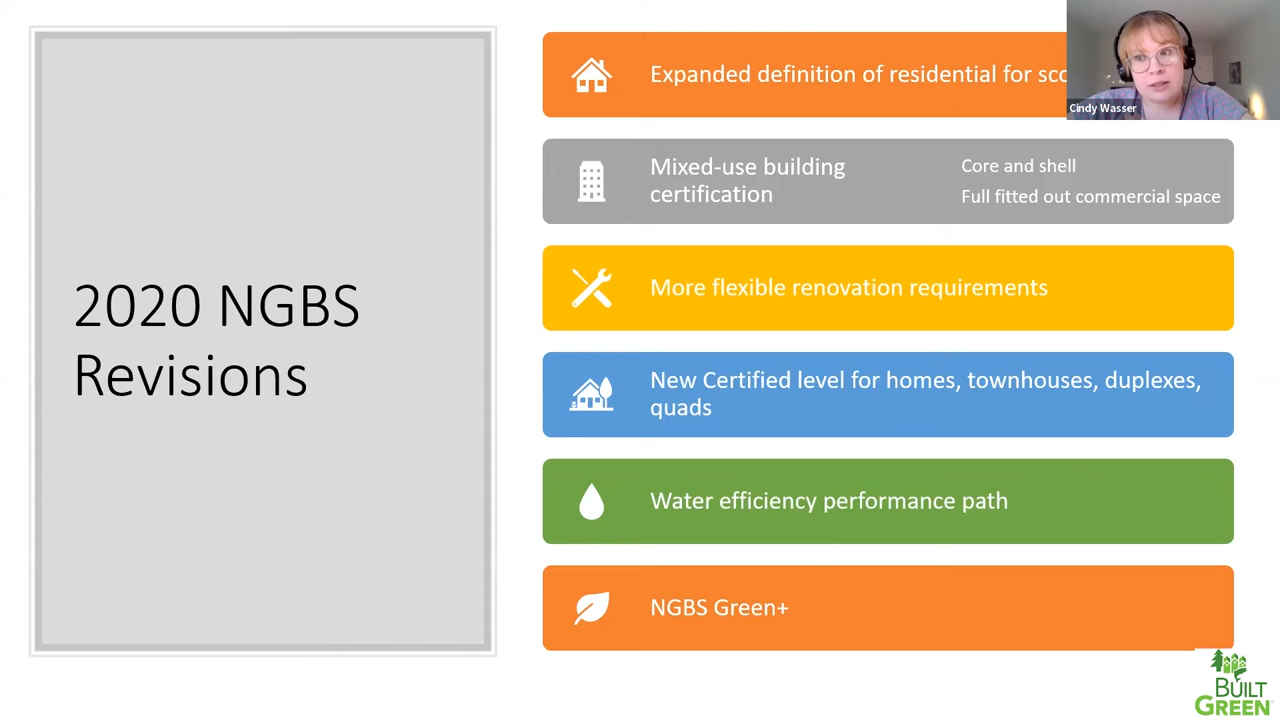 2020 NGBS
Revisions
Expanded definition of residential for
Cindy Wasser
Mixed-use building
certification
Core and shell
Full fitted out commercial space
More flexible renovation requirements
New Certified level for homes, townhouses, duplexes,
quads
Water efficiency performance path
NGBS Green+
BUILT
GREEN